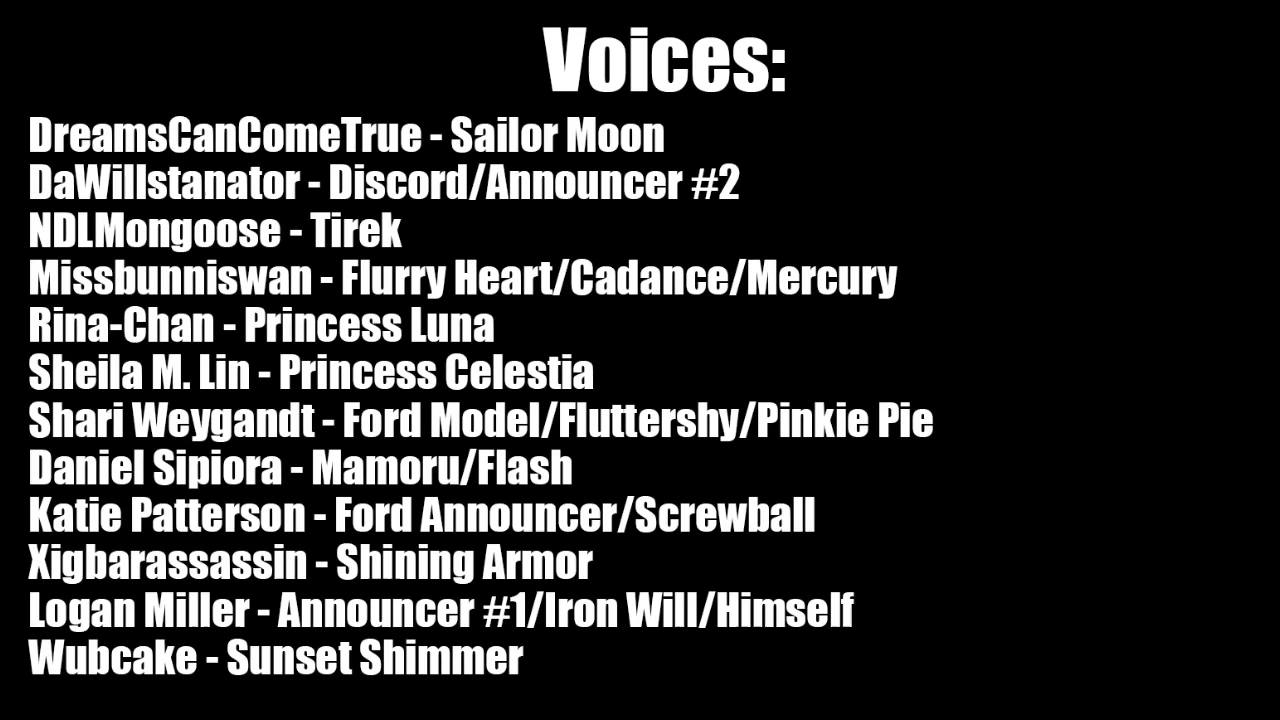 Voices:
DreamsCanComeTrue - Sailor Moon
DaWillstanator - Discord/Announcer #2
NDLMongoose - Tirek
Missbunniswan - Flurry Heart/Cadance/Mercury
Rina-Chan - Princess Luna
Sheila M. Lin - Princess Celestia
Shari Weygandt - Ford Model/Fluttershy/Pinkie Pie
Daniel Sipiora - Mamoru/Flash
Katie Patterson - Ford Announcer/Screwball
Xigbarassassin - Shining Armor
Logan Miller - Announcer #1/Iron Will/Himself
Wubcake - Sunset Shimmer